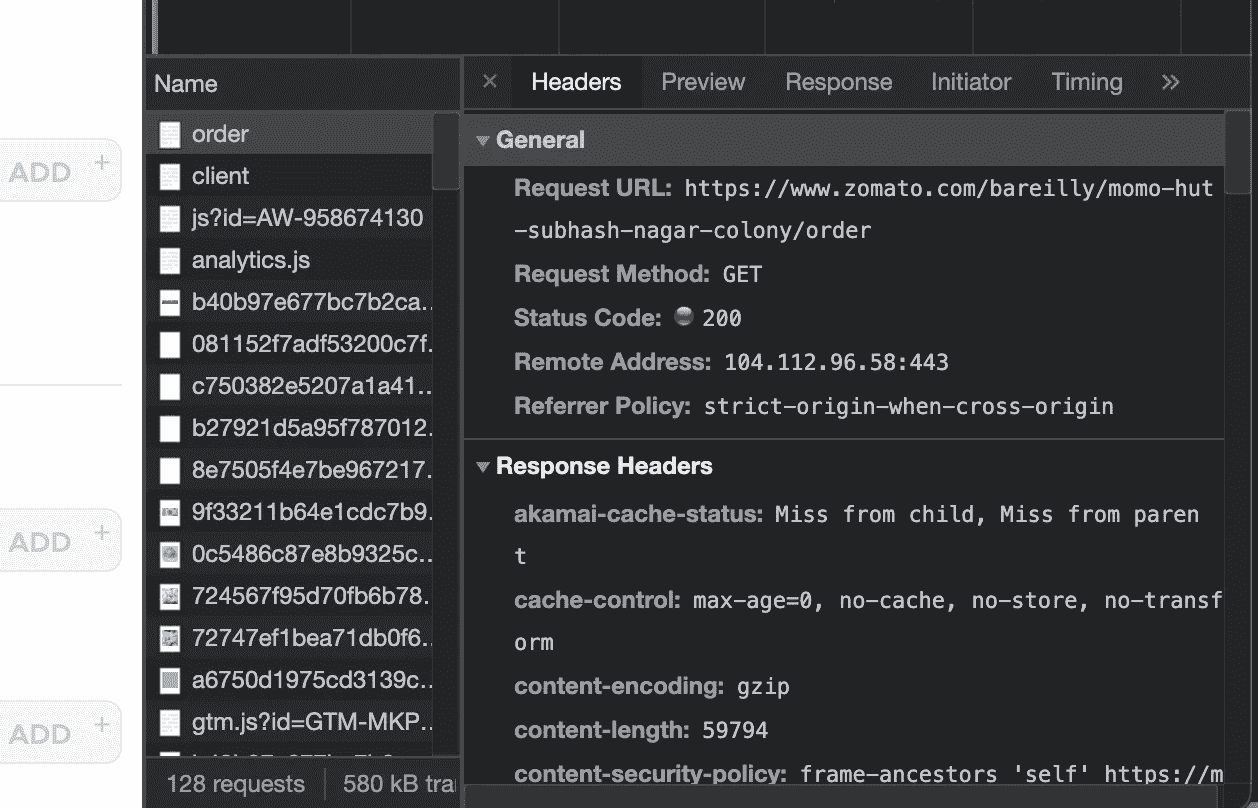 ADD +
ADD +
ADD +
Name
order
client
js?id=AW-958674130
analytics.js
b40b97e677bc7b2ca..
081152f7adf53200c7f.
c750382e5207a1a41..
b27921d5a95f787012.
8e7505f4e7be967217.
9f33211b64e1cdc7b9.
0c5486c87e8b9325c..
724567f95d70fb6b78.
72747ef1bea71db0f6..
a6750d1975cd3139c..
gtm.js?id=GTM-MKP..
128 requests 580 kB tra
× Headers Preview Response Initiator Timing »
General
Request URL: https://www.zomato.com/bareilly/momo-hut
-subhash-nagar-colony/order
Request Method: GET
Status Code: 200
Remote Address: 104.112.96.58:443
Referrer Policy: strict-origin-when-cross-origin
Response Headers
akamai-cache-status: Miss from child, Miss from paren
t
cache-control: max-age=0, no-cache, no-store, no-transf
orm
content-encoding: gzip
content-length: 59794
content-security-policy: frame-ancestors 'self' https://m